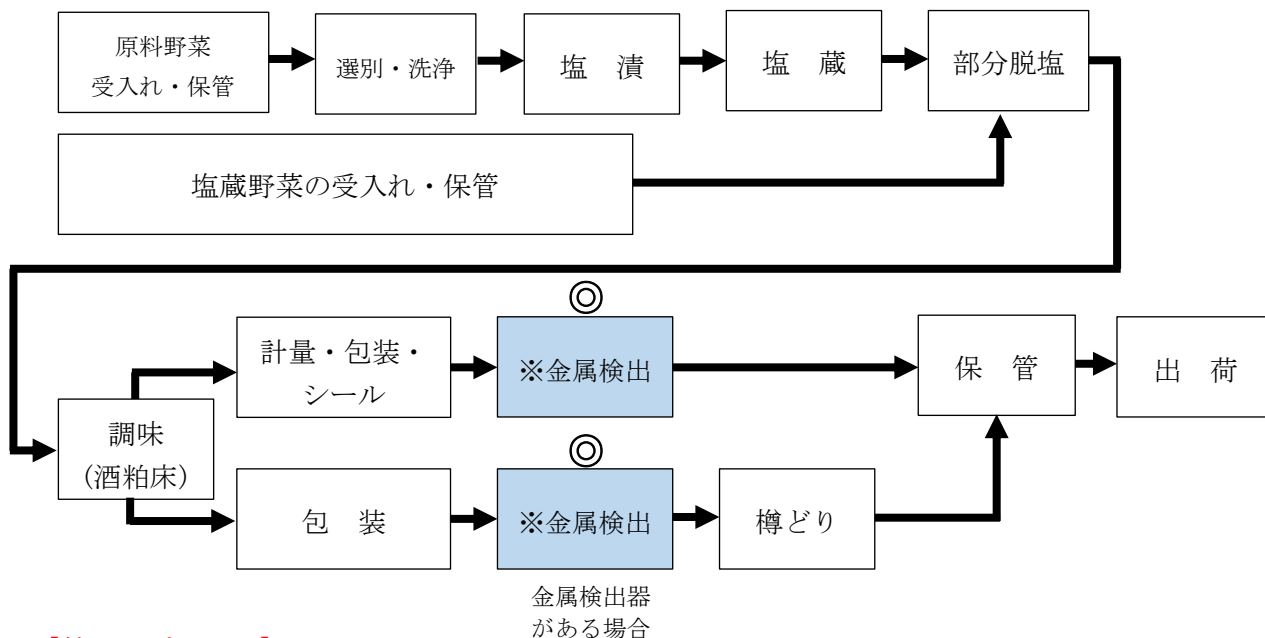 原料野菜
受入れ・保管
選別・洗浄
塩 漬
塩 蔵
部分脱塩
塩蔵野菜の受入れ・保管
◎
計量・包装・
シール
※金属検出
保 管
出 荷
調味
(酒粕床)
◎
包 装
※金属検出
樽どり
金属検出器
がある場合